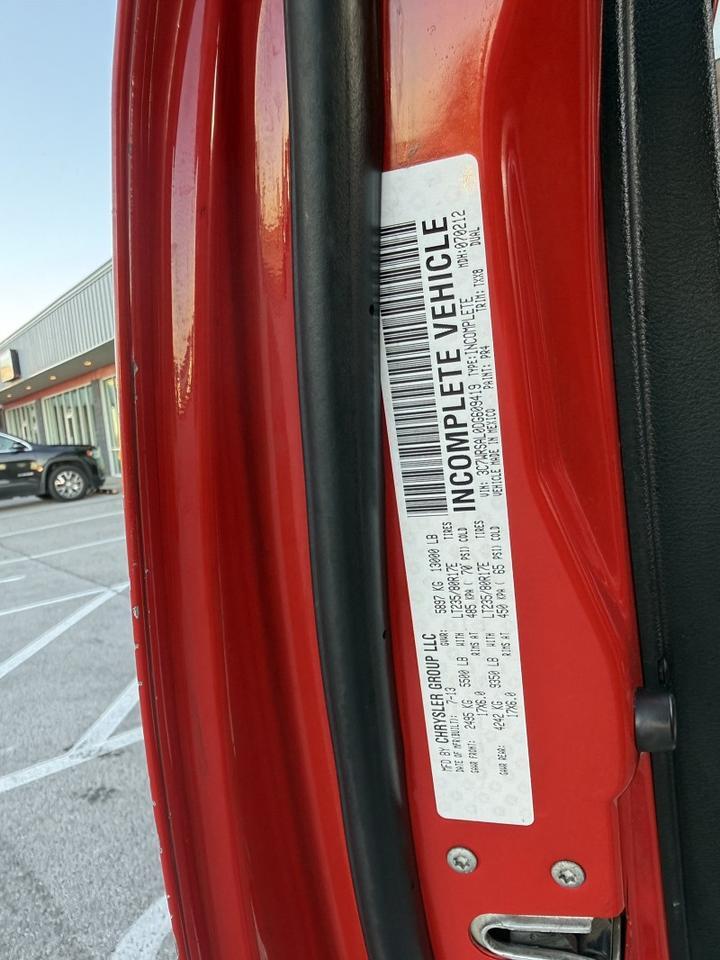 MFD BY CHRYSLER GROUP LLC
DATE OF MFR(BUILT): 7-13 GVWR: 5897 KG 13000 LB
GAWR FRONT: 2495 KG 5500 LB WITH LT235/80R17E TIRES
17X6.0 RIMS AT 485 KPA ( 70 PSI) COLD
GAWR REAR: 4242 KG 9350 LB WITH LT235/80R17E TIRES
17X6.0 RIMS AT 450 KPA ( 65 PSI) COLD
INCOMPLETE VEHICLE
VIN: 3C7WRSAL0DG609419 TYPE:INCOMPLETE MDH:070212
VEHICLE MADE IN MEXICO PAINT: PR4 TRIM: TXX8 DUAL